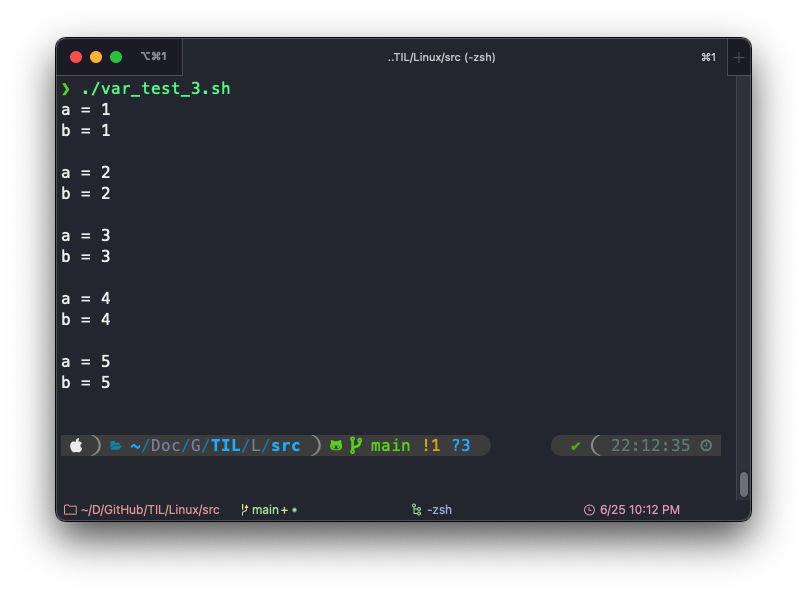 ⌥⌘1 ..TIL/Linux/src (-zsh) ⌘1 +
❯ ./var_test_3.sh
a = 1
b = 1
a = 2
b = 2
a = 3
b = 3
a = 4
b = 4
a = 5
b = 5
~/Doc/G/TIL/L/src main !1 ?3 ✔ 22:12:35
~/D/GitHub/TIL/Linux/src main+• -zsh 6/25 10:12 PM